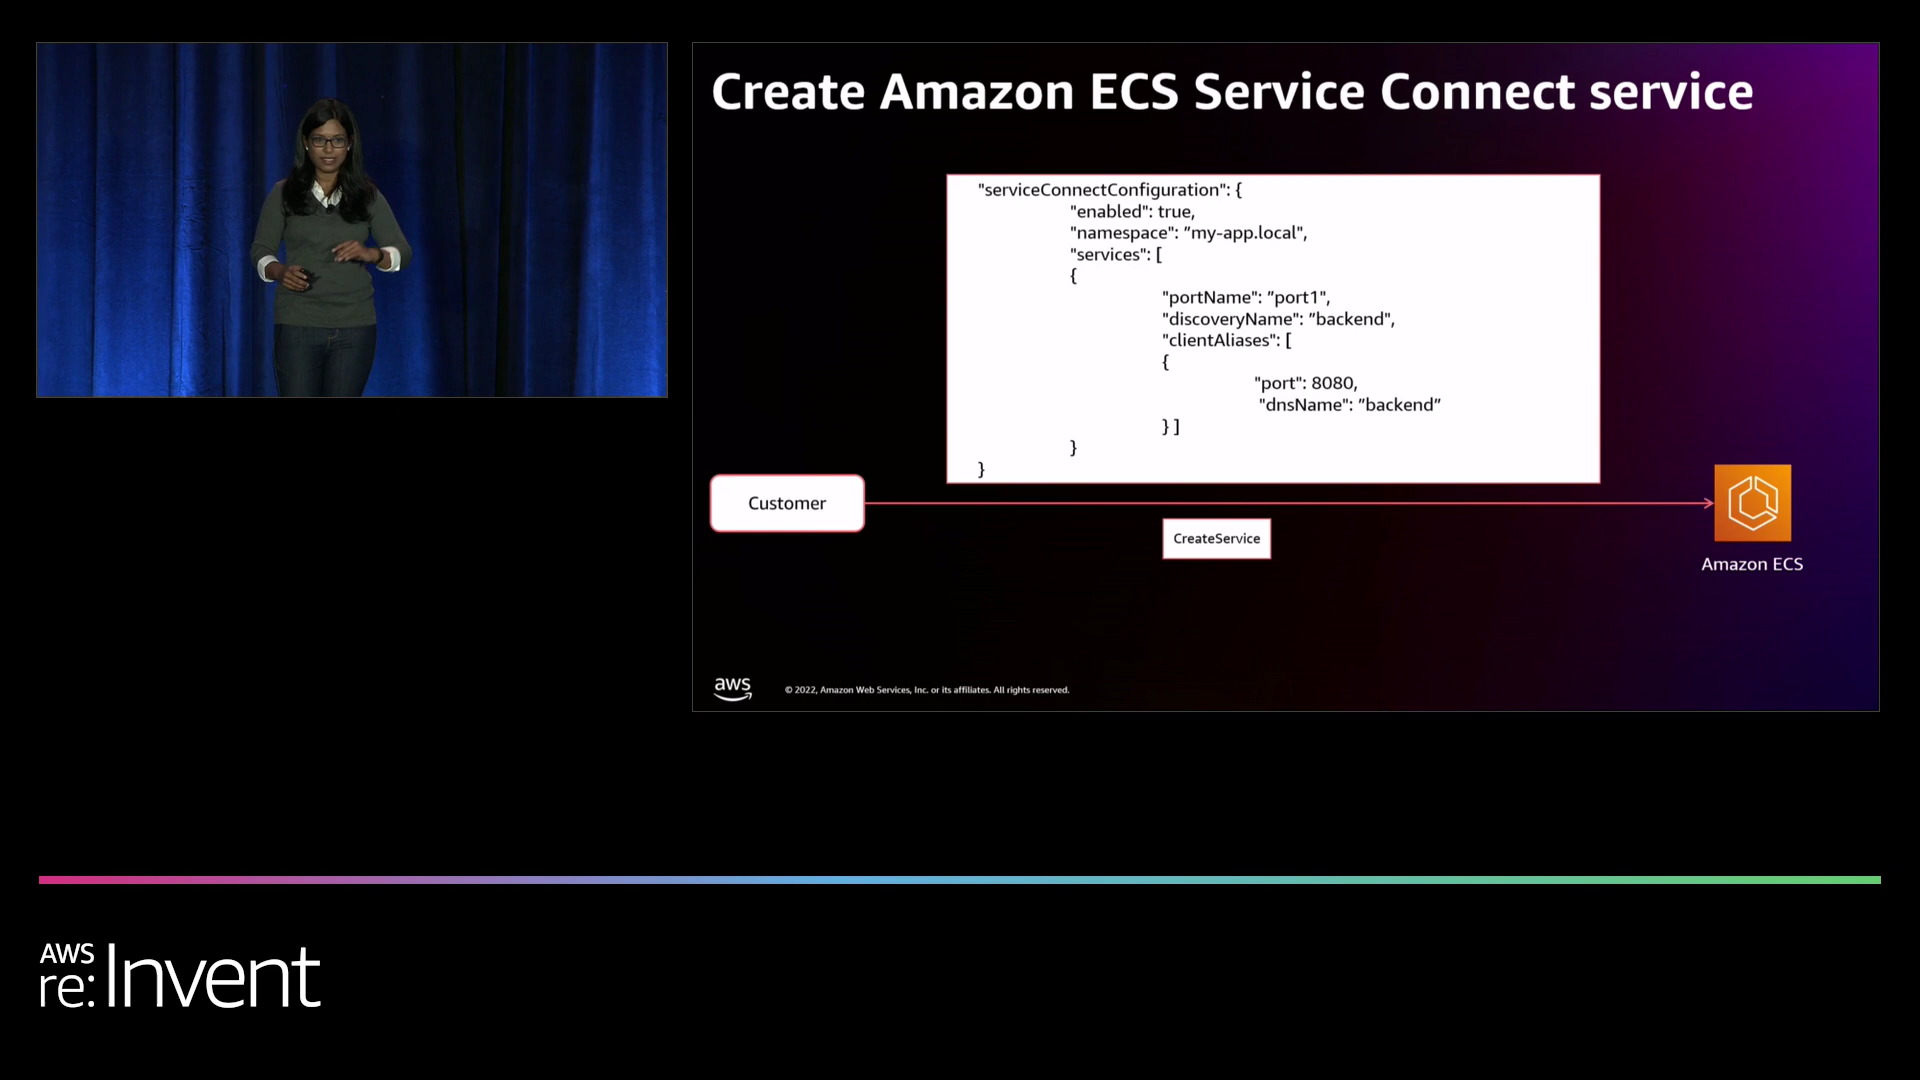 Create Amazon ECS Service Connect service
"serviceConnectConfiguration": {
"enabled": true,
"namespace": ”my-app.local",
"services": [
{
"portName": ”port1",
"discoveryName": ”backend",
"clientAliases": [
{
"port": 8080,
"dnsName": ”backend”
} ]
}
}
Customer
CreateService
Amazon ECS
aws
© 2022, Amazon Web Services, Inc. or its affiliates. All rights reserved.
AWS
re:Invent